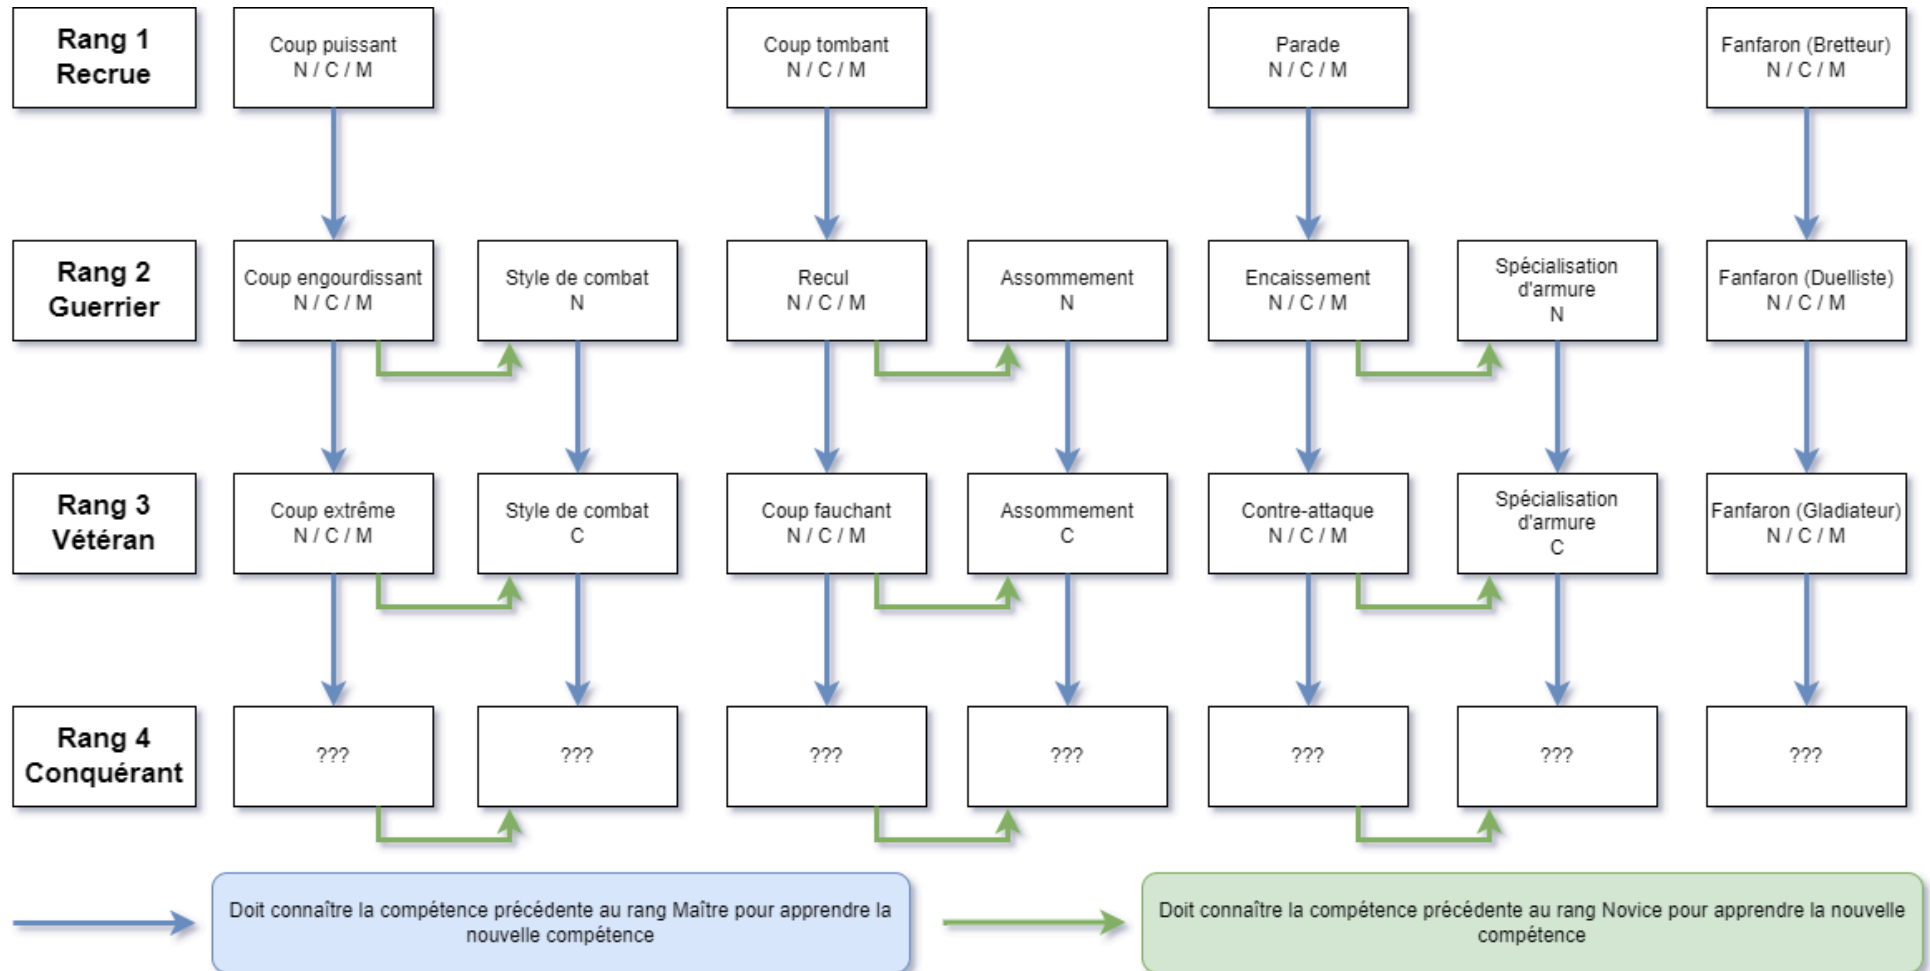 Rang 1
Recrue
Coup puissant
N / C / M
Coup tombant
N / C / M
Parade
N / C / M
Fanfaron (Bretteur)
N / C / M
Rang 2
Guerrier
Coup engourdissant
N / C / M
Style de combat
N
Recul
N / C / M
Assommement
N
Encaissement
N / C / M
Spécialisation
d'armure
N
Fanfaron (Duelliste)
N / C / M
Rang 3
Vétéran
Coup extrême
N / C / M
Style de combat
C
Coup fauchant
N / C / M
Assommement
C
Contre-attaque
N / C / M
Spécialisation
d'armure
C
Fanfaron (Gladiateur)
N / C / M
Rang 4
Conquérant
???
???
???
???
???
???
???
Doit connaître la compétence précédente au rang Maître pour apprendre la
nouvelle compétence
Doit connaître la compétence précédente au rang Novice pour apprendre la nouvelle
compétence